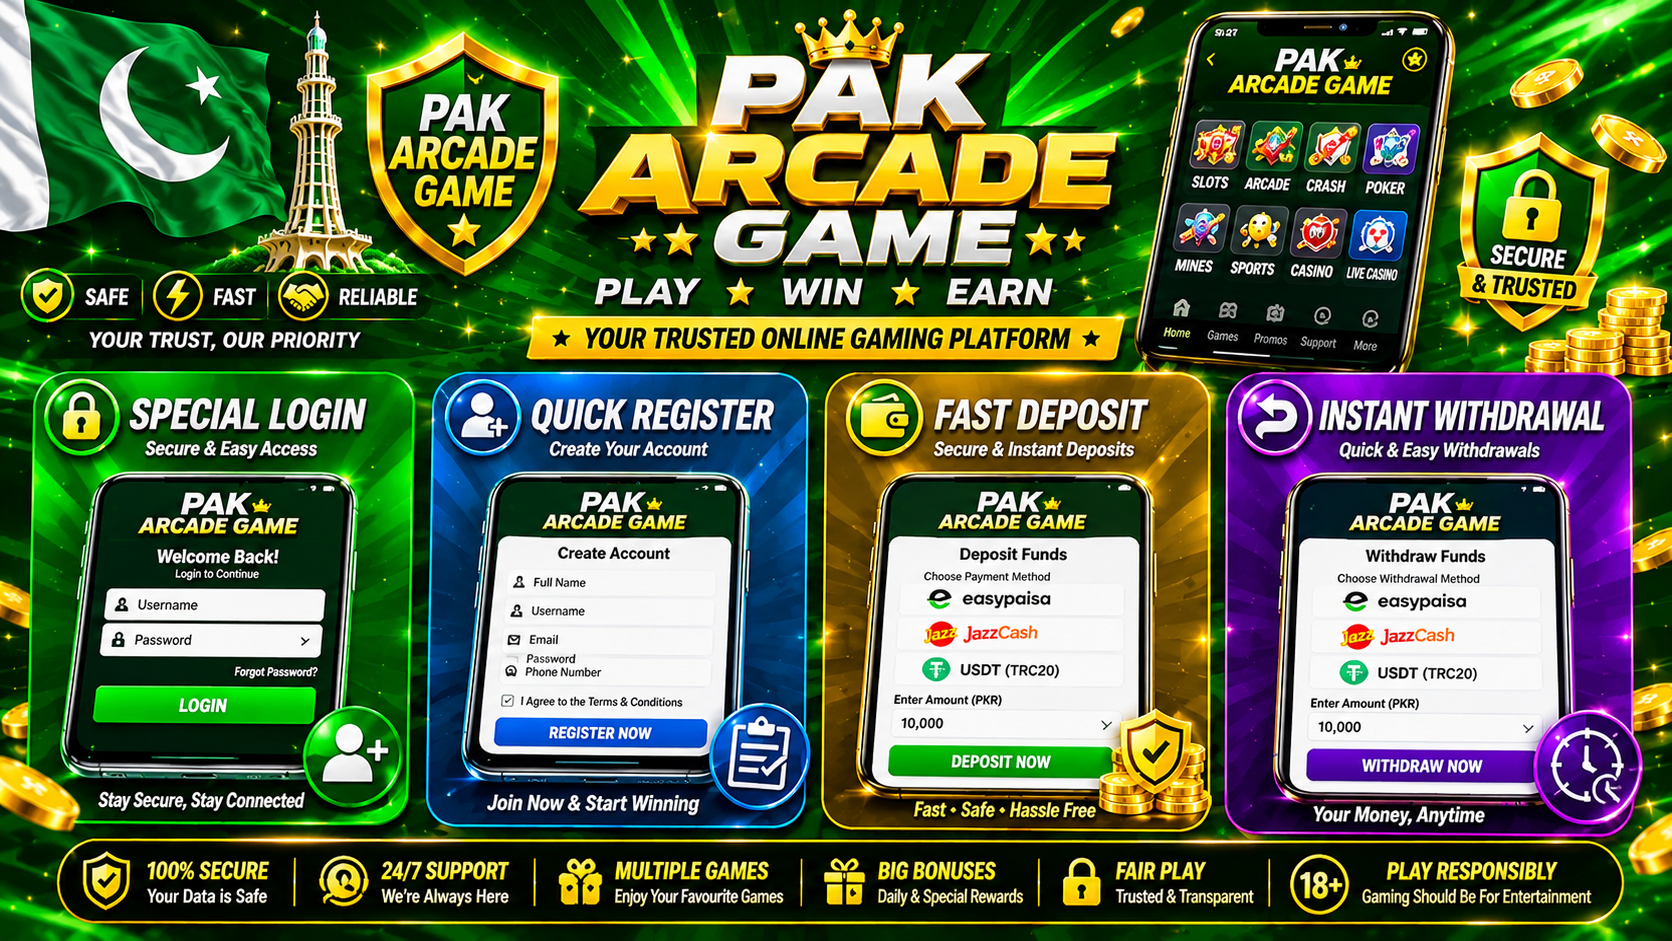 PAK
ARCADE
GAME
PAK
ARCADE
GAME
PLAY WIN EARN
YOUR TRUSTED ONLINE GAMING PLATFORM
SAFE
FAST
RELIABLE
YOUR TRUST, OUR PRIORITY
PAK
ARCADE GAME
SLOTS ARCADE CRASH POKER
MINES SPORTS CASINO LIVE CASINO
Home Games Promos Support More
SECURE
& TRUSTED
SPECIAL LOGIN
Secure & Easy Access
PAK
ARCADE GAME
Welcome Back!
Login to Continue
Username
Password
Forgot Password?
LOGIN
Stay Secure, Stay Connected
QUICK REGISTER
Create Your Account
PAK
ARCADE GAME
Create Account
Full Name
Username
Email
Password
Phone Number
I Agree to the Terms & Conditions
REGISTER NOW
Join Now & Start Winning
FAST DEPOSIT
Secure & Instant Deposits
PAK
ARCADE GAME
Deposit Funds
Choose Payment Method
easypaisa
Jazz JazzCash
USDT (TRC20)
Enter Amount (PKR)
10,000
DEPOSIT NOW
Fast • Safe • Hassle Free
INSTANT WITHDRAWAL
Quick & Easy Withdrawals
PAK
ARCADE GAME
Withdraw Funds
Choose Withdrawal Method
easypaisa
Jazz JazzCash
USDT (TRC20)
Enter Amount (PKR)
10,000
WITHDRAW NOW
Your Money, Anytime
100% SECURE
Your Data is Safe
24/7 SUPPORT
We're Always Here
MULTIPLE GAMES
Enjoy Your Favourite Games
BIG BONUSES
Daily & Special Rewards
FAIR PLAY
Trusted & Transparent
18+
PLAY RESPONSIBLY
Gaming Should Be For Entertainment